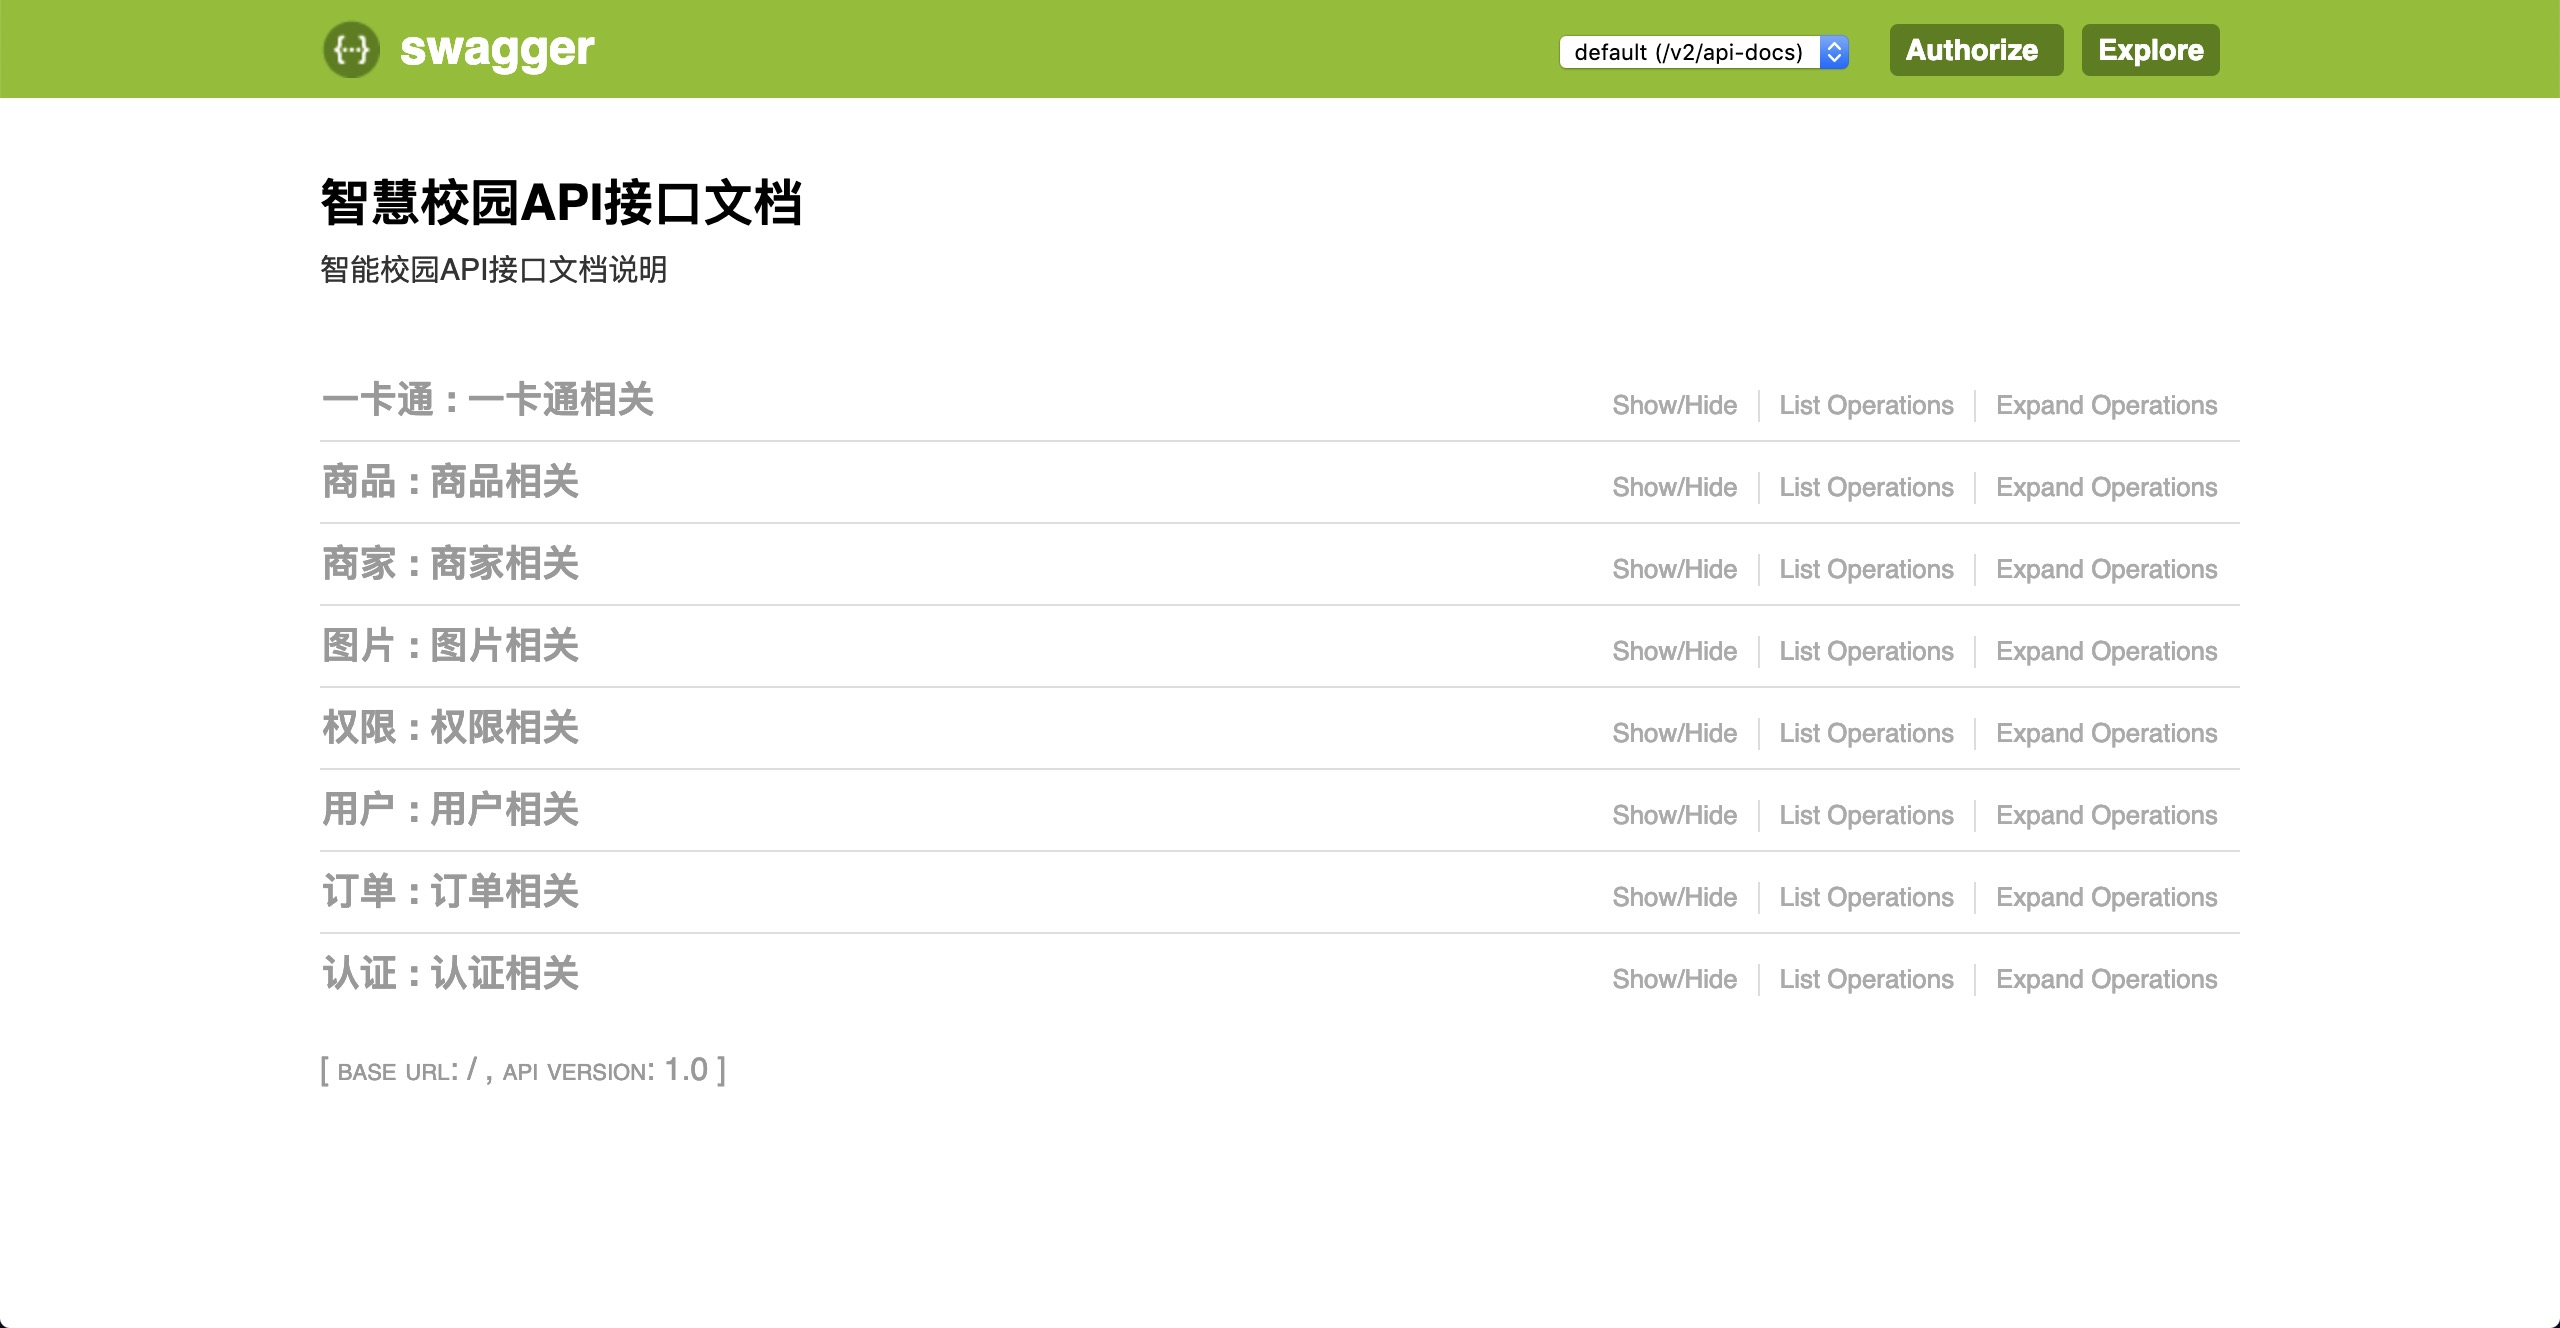 swagger default (/v2/api-docs) Authorize Explore
智慧校园API接口文档
智能校园API接口文档说明
一卡通 : 一卡通相关 Show/Hide List Operations Expand Operations
商品 : 商品相关 Show/Hide List Operations Expand Operations
商家 : 商家相关 Show/Hide List Operations Expand Operations
图片 : 图片相关 Show/Hide List Operations Expand Operations
权限 : 权限相关 Show/Hide List Operations Expand Operations
用户 : 用户相关 Show/Hide List Operations Expand Operations
订单 : 订单相关 Show/Hide List Operations Expand Operations
认证 : 认证相关 Show/Hide List Operations Expand Operations
[ BASE URL: / , API VERSION: 1.0 ]